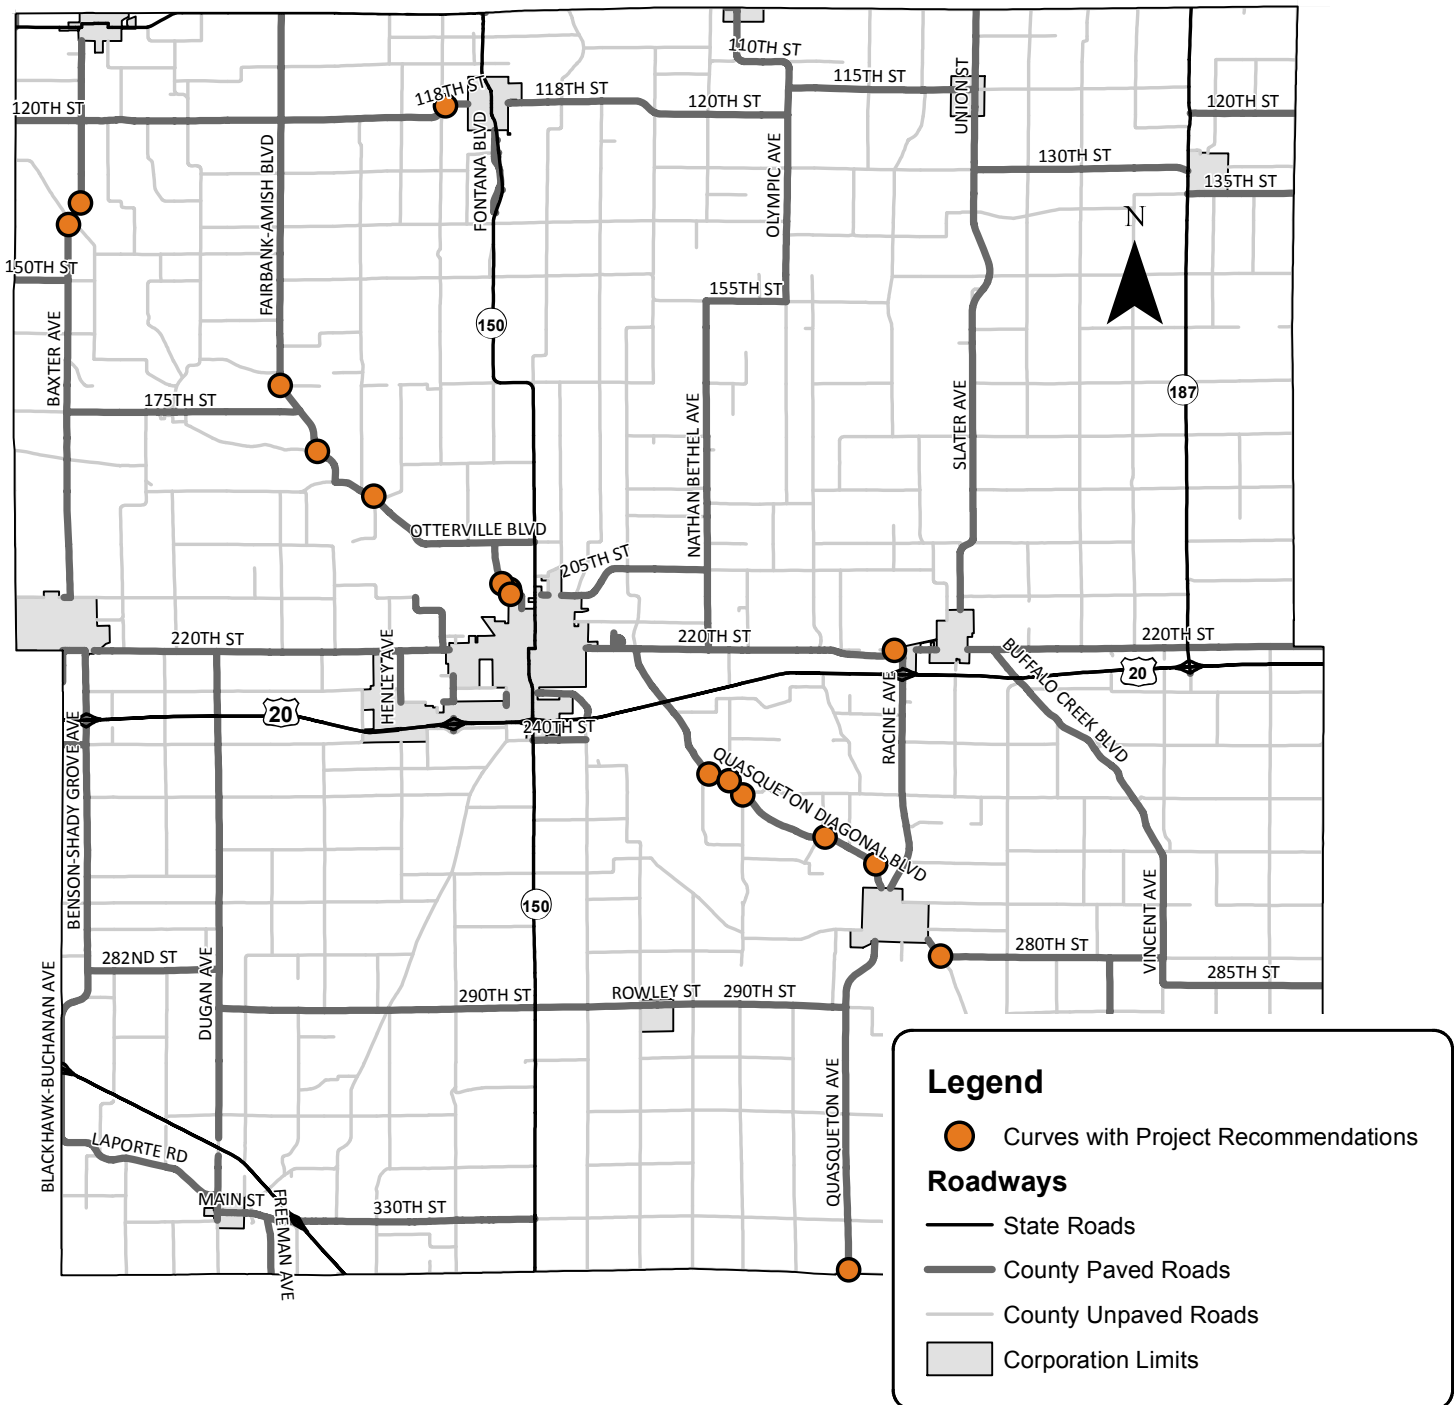 110TH ST
118TH ST
118TH ST
115TH ST
UNION ST
120TH ST
120TH ST
120TH ST
FONTANA BLVD
FAIRBANK-AMISH BLVD
OLYMPIC AVE
130TH ST
135TH ST
N
150TH ST
155TH ST
150
BAXTER AVE
175TH ST
187
SLATER AVE
NATHAN BETHEL AVE
OTTERVILLE BLVD
205TH ST
220TH ST
HENLEY AVE
220TH ST
220TH ST
BUFFALO CREEK BLVD
20
20
RACINE AVE
BENSON-SHADY GROVE AVE
240TH ST
QUASQUETON DIAGONAL BLVD
150
VINCENT AVE
280TH ST
285TH ST
282ND ST
DUGAN AVE
290TH ST
ROWLEY ST
290TH ST
BLACKHAWK-BUCHANAN AVE
QUASQUETON AVE
LAPORTE RD
MAIN ST
FREEMAN AVE
330TH ST
Legend
Curves with Project Recommendations
Roadways
State Roads
County Paved Roads
County Unpaved Roads
Corporation Limits